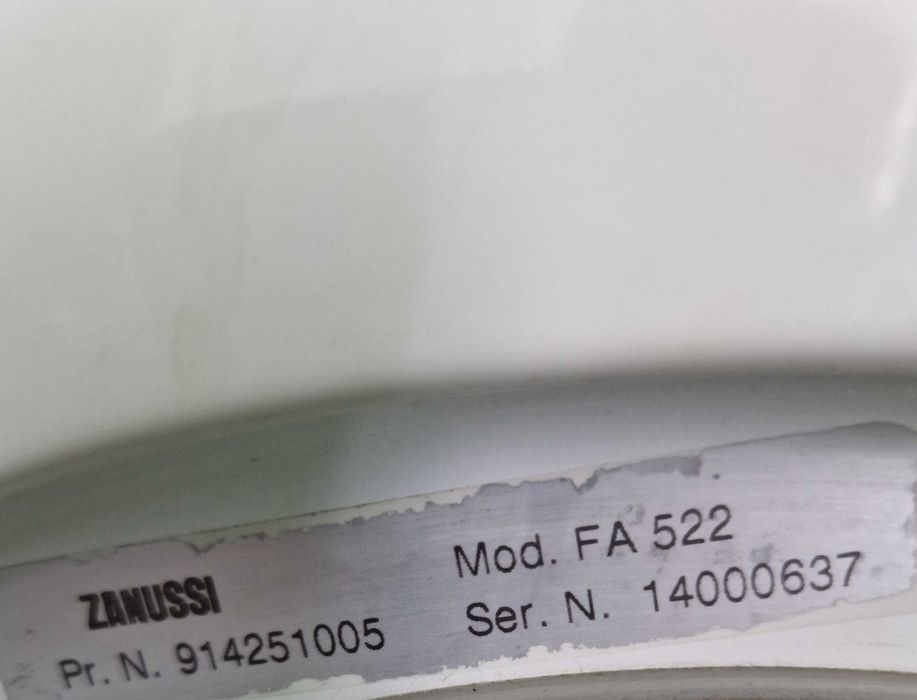 ZANUSSI
Mod. FA 522
Pr. N. 914251005
Ser. N. 14000637